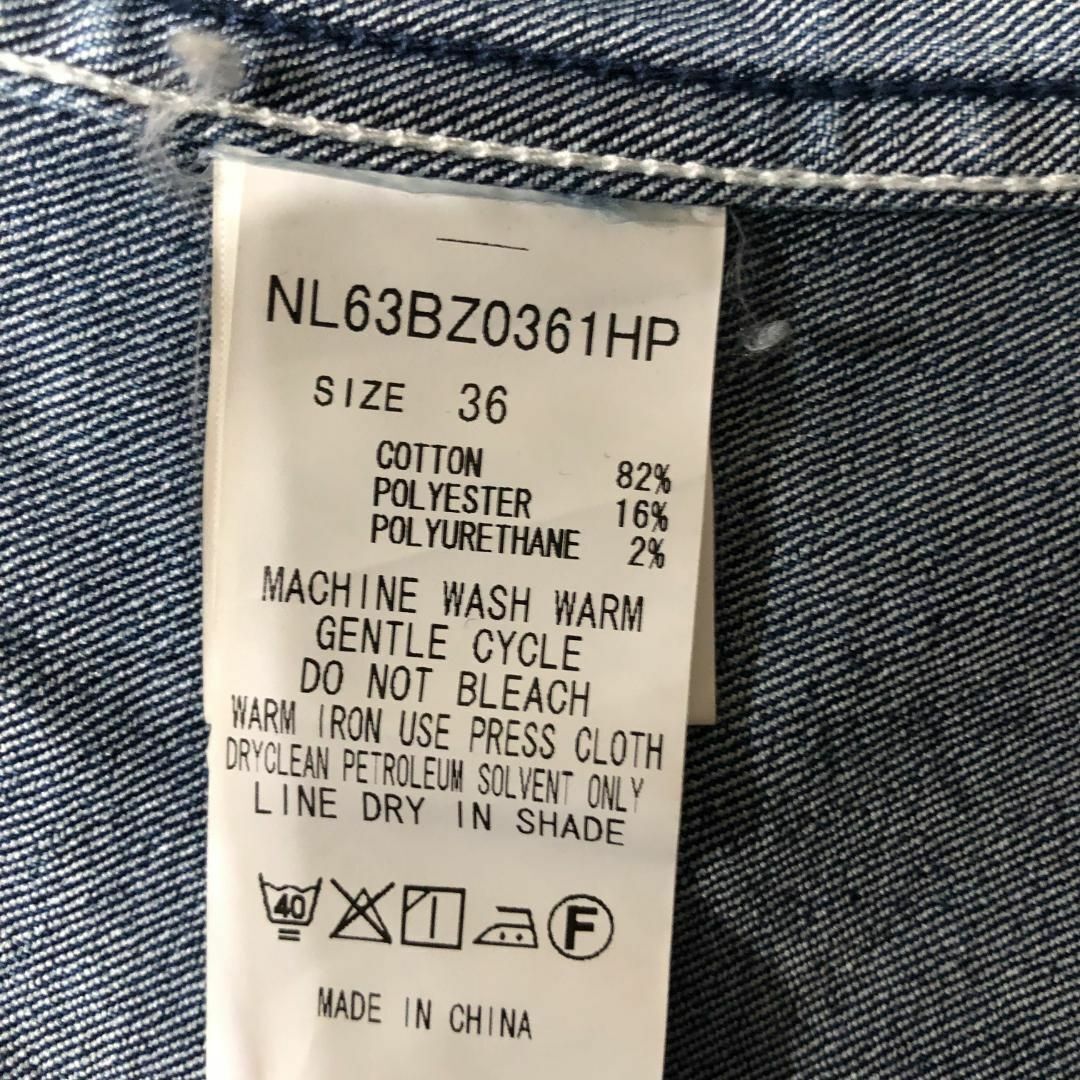 NL63BZ0361HP
SIZE 36
COTTON 82%
POLYESTER 16%
POLYURETHANE 2%
MACHINE WASH WARM
GENTLE CYCLE
DO NOT BLEACH
WARM IRON USE PRESS CLOTH
DRYCLEAN PETROLEUM SOLVENT ONLY
LINE DRY IN SHADE
40 F
MADE IN CHINA